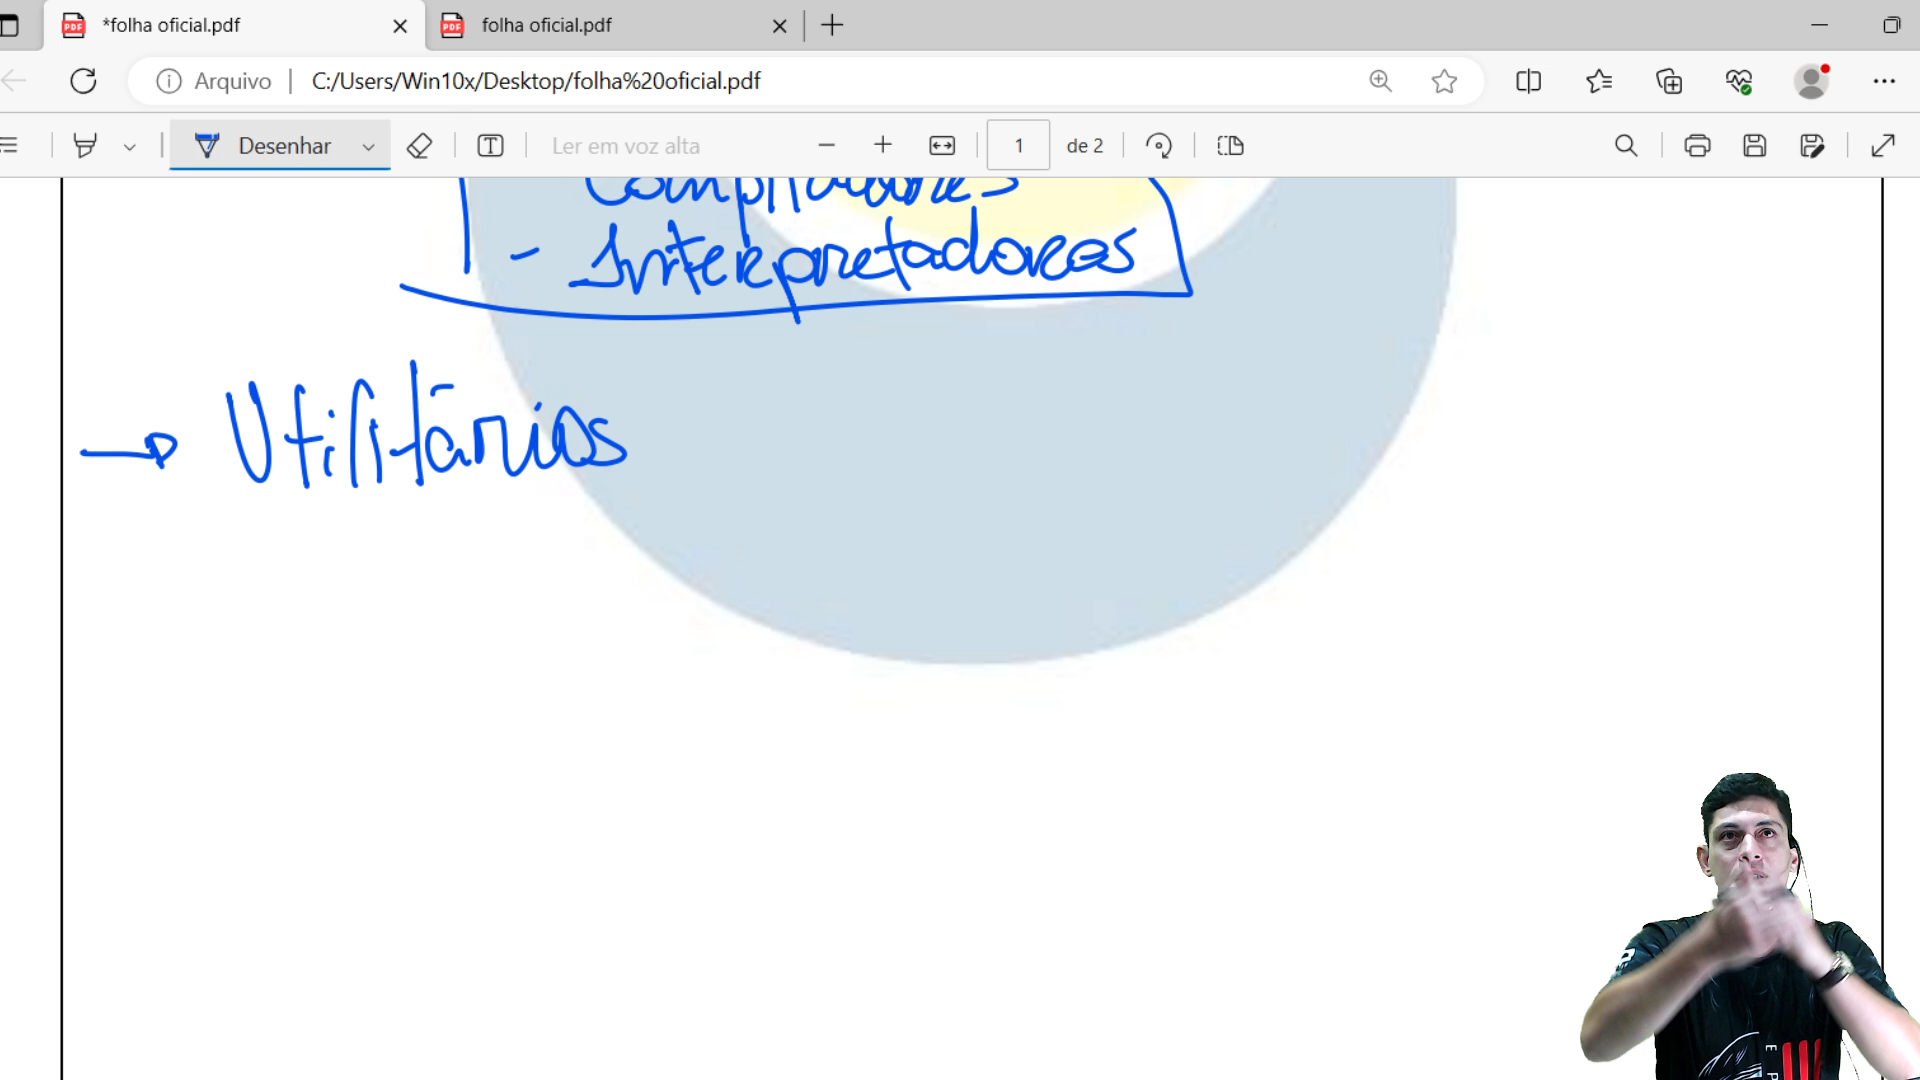 *folha oficial.pdf
folha oficial.pdf
Arquivo
C:/Users/Win10x/Desktop/folha%20oficial.pdf
Desenhar
Ler em voz alta
1
de 2
Compiladores
- Interpretadores
→ Utilitários